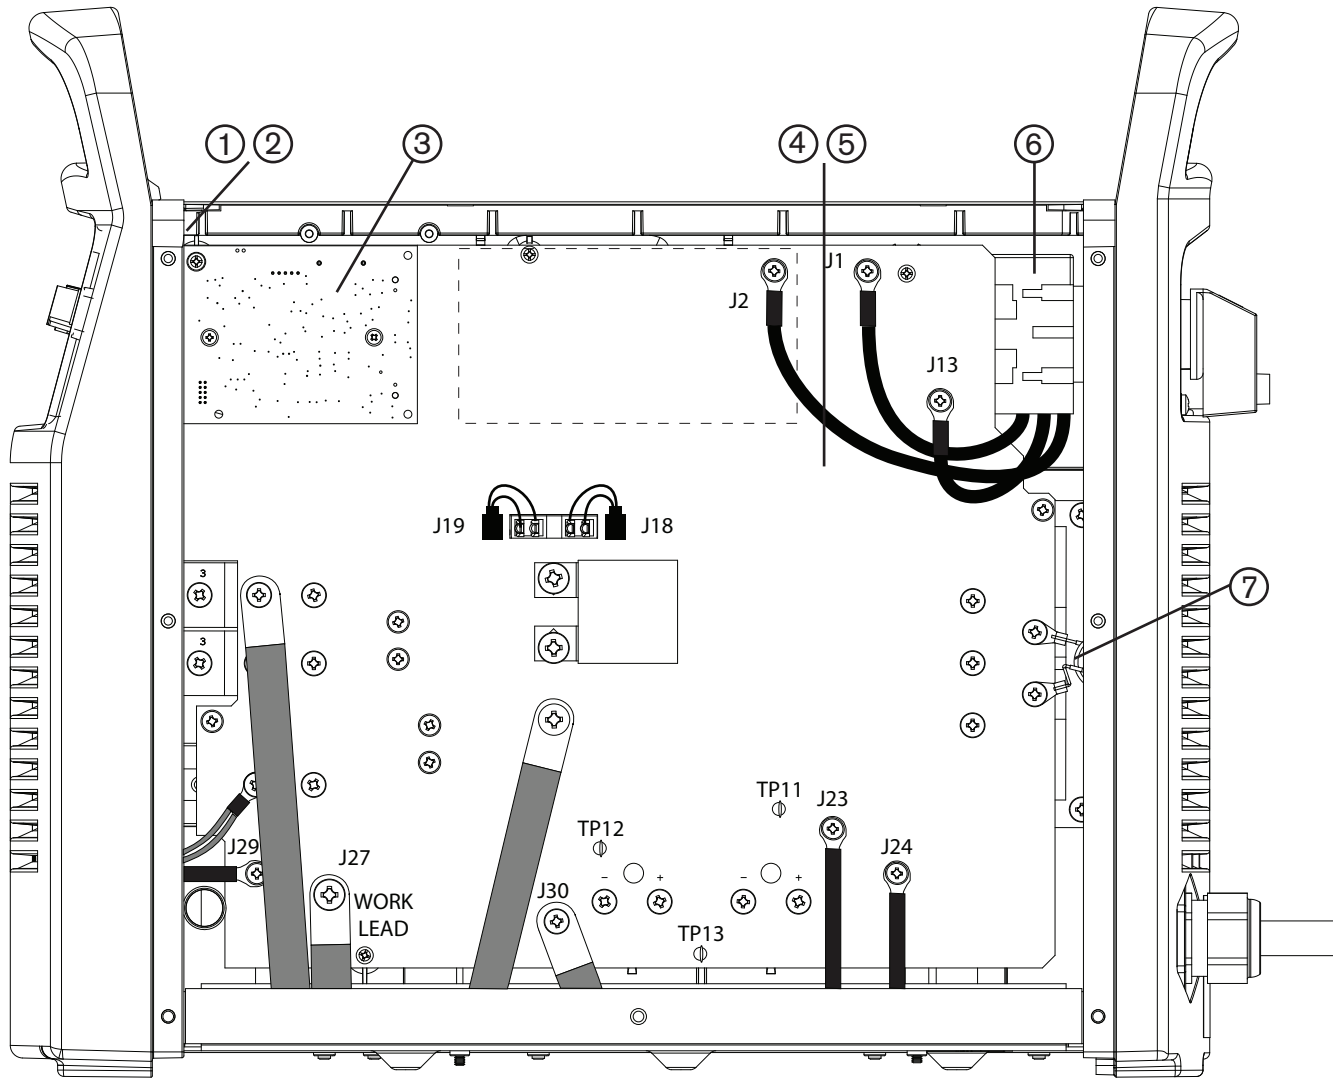 ① ② ③ ④ ⑤ ⑥
J1
J2
J13
J19 J18
3
⑦
3
TP11 J23
TP12
J29 J27 J24
- + - +
J30
WORK
LEAD
TP13